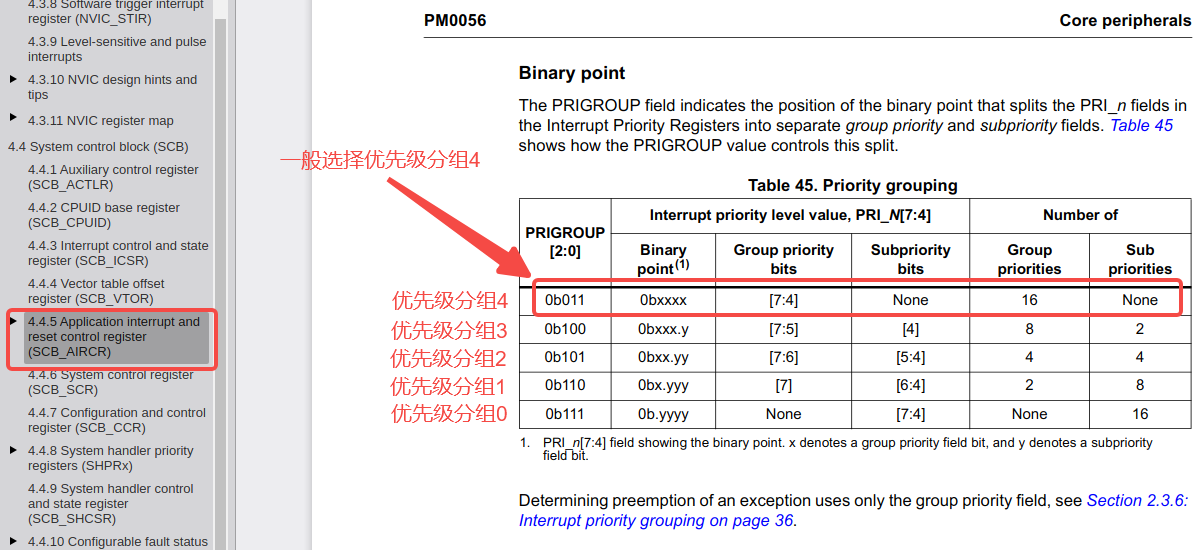 4.3.8 Software trigger interrupt
register (NVIC_STIR)
4.3.9 Level-sensitive and pulse
interrupts
4.3.10 NVIC design hints and
tips
4.3.11 NVIC register map
4.4 System control block (SCB)
4.4.1 Auxiliary control register
(SCB_ACTLR)
4.4.2 CPUID base register
(SCB_CPUID)
4.4.3 Interrupt control and state
register (SCB_ICSR)
4.4.4 Vector table offset
register (SCB_VTOR)
4.4.5 Application interrupt and
reset control register
(SCB_AIRCR)
4.4.6 System control register
(SCB_SCR)
4.4.7 Configuration and control
register (SCB_CCR)
4.4.8 System handler priority
registers (SHPRx)
4.4.9 System handler control
and state register
(SCB_SHCSR)
4.4.10 Configurable fault status
PM0056 Core peripherals
Binary point
The PRIGROUP field indicates the position of the binary point that splits the PRI_n fields in
the Interrupt Priority Registers into separate group priority and subpriority fields. Table 45
shows how the PRIGROUP value controls this split.
一般选择优先级分组4
Table 45. Priority grouping
PRIGROUP
[2:0]
Interrupt priority level value, PRI_N[7:4]
Number of
Binary
point(1)
Group priority
bits
Subpriority
bits
Group
priorities
Sub
priorities
优先级分组4 0b011 0bxxxx [7:4] None 16 None
优先级分组3 0b100 0bxxx.y [7:5] [4] 8 2
优先级分组2 0b101 0bxx.yy [7:6] [5:4] 4 4
优先级分组1 0b110 0bx.yyy [7] [6:4] 2 8
优先级分组0 0b111 0b.yyyy None [7:4] None 16
1. PRI_n[7:4] field showing the binary point. x denotes a group priority field bit, and y denotes a subpriority
field bit.
Determining preemption of an exception uses only the group priority field, see Section 2.3.6:
Interrupt priority grouping on page 36.